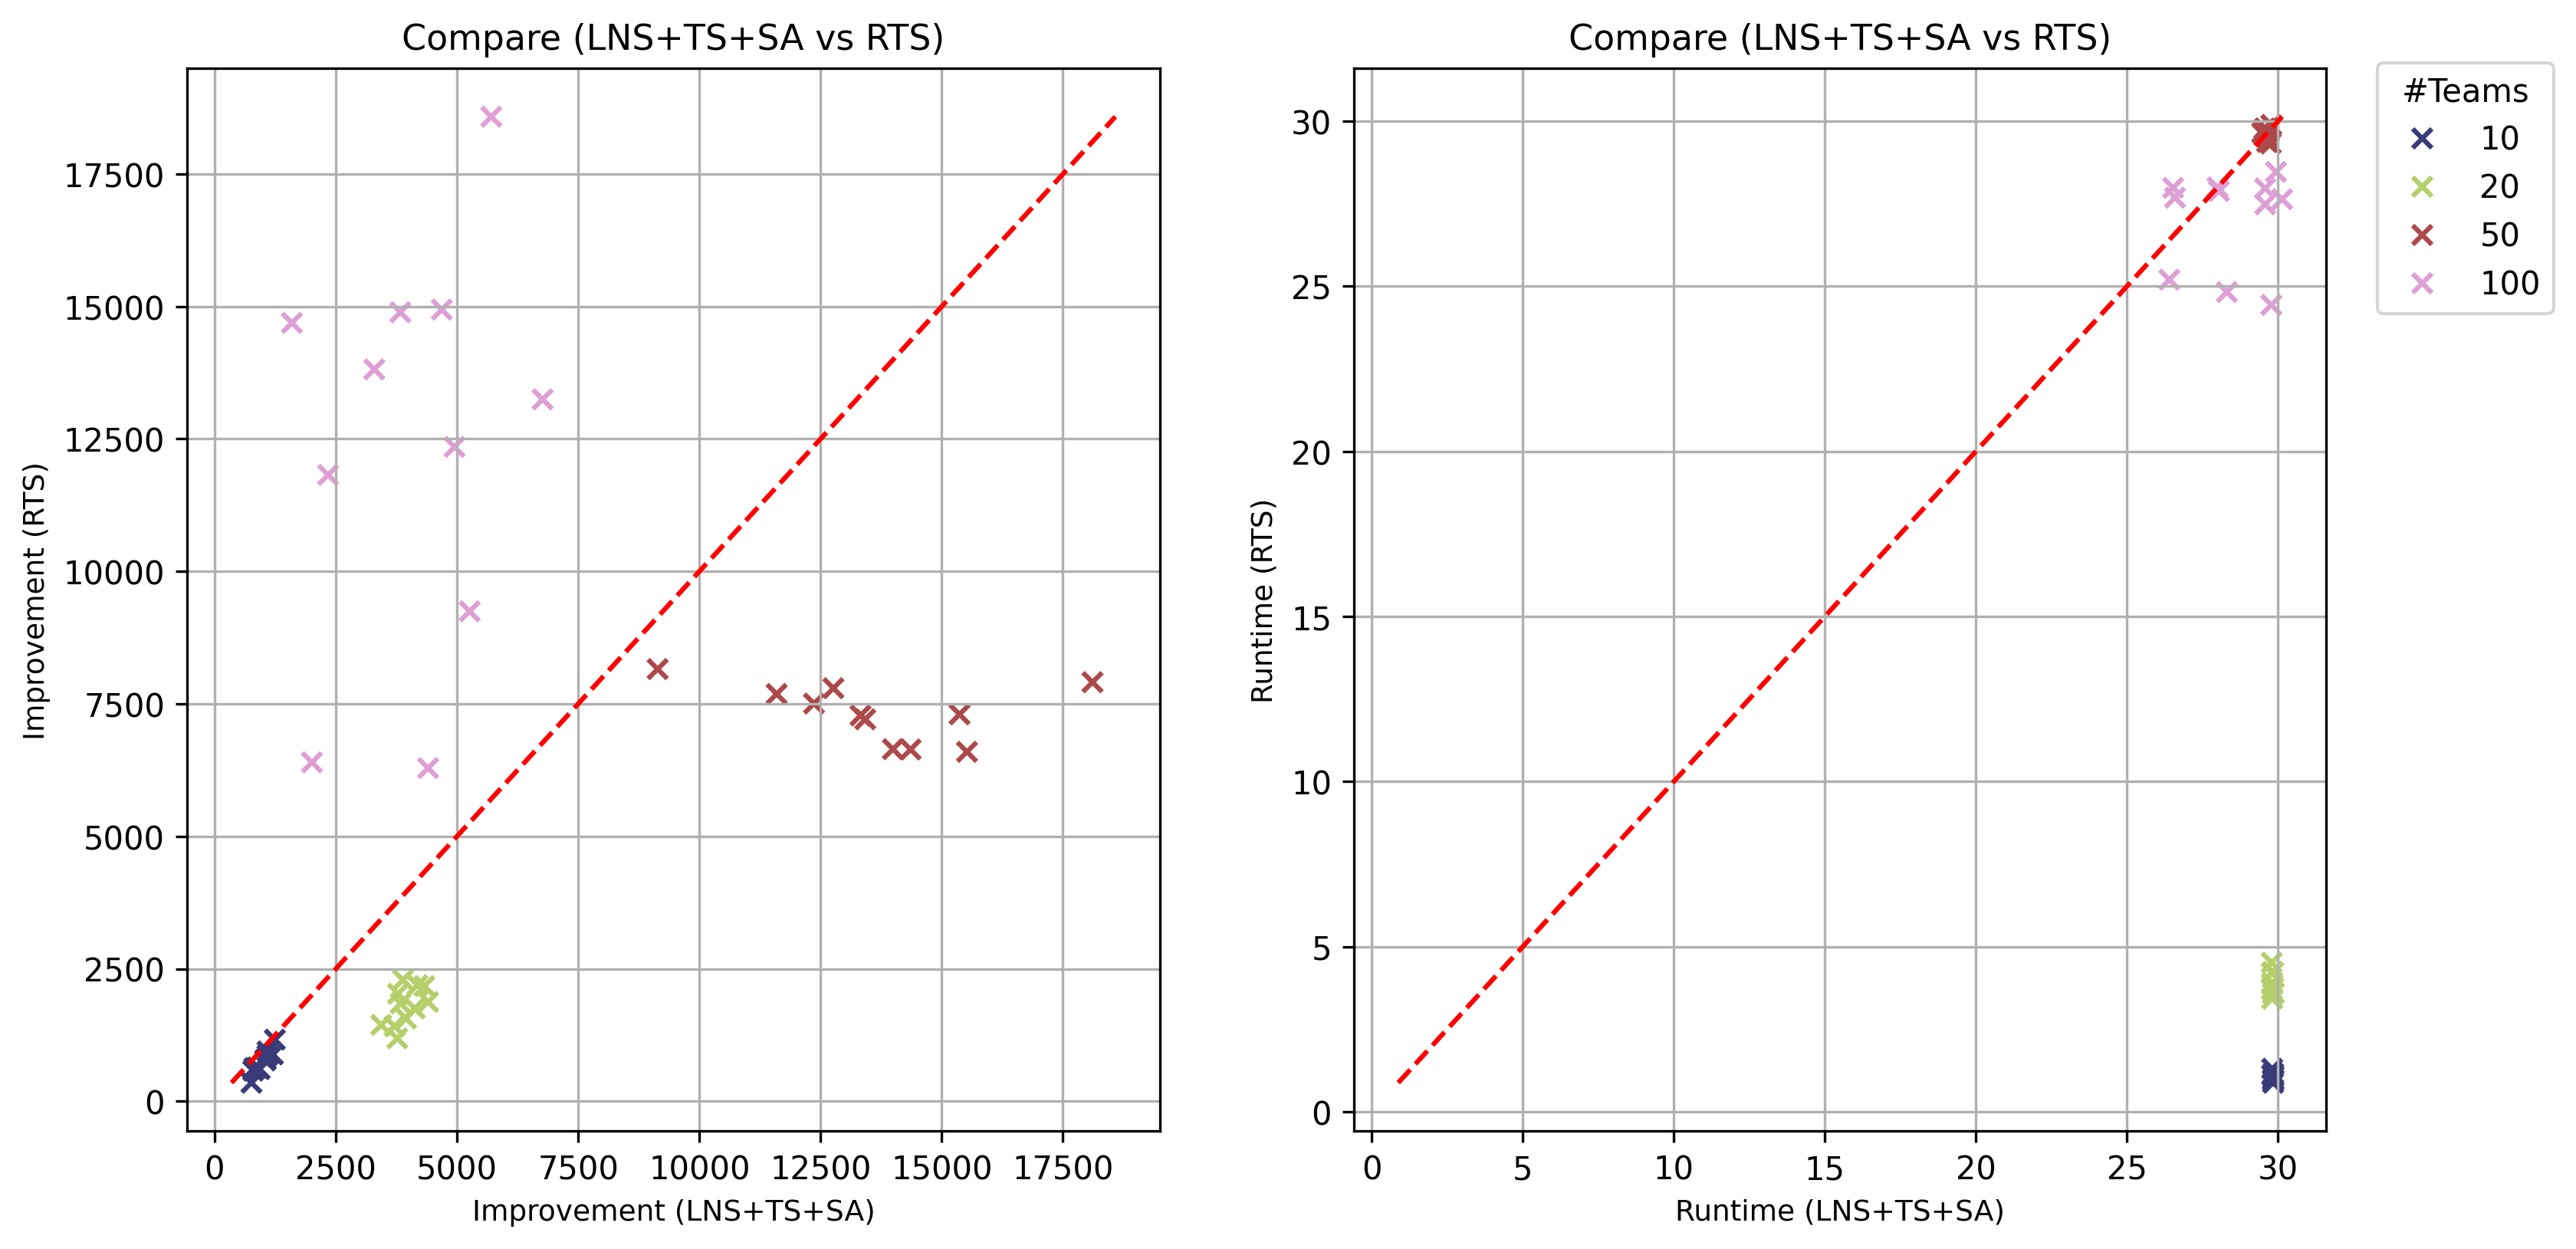 Compare (LNS+TS+SA vs RTS)
17500
15000
12500
10000
7500
5000
2500
0
Improvement (RTS)
0 2500 5000 7500 10000 12500 15000 17500
Improvement (LNS+TS+SA)
Compare (LNS+TS+SA vs RTS)
30
25
20
15
10
5
0
Runtime (RTS)
0 5 10 15 20 25 30
Runtime (LNS+TS+SA)
#Teams
10
20
50
100